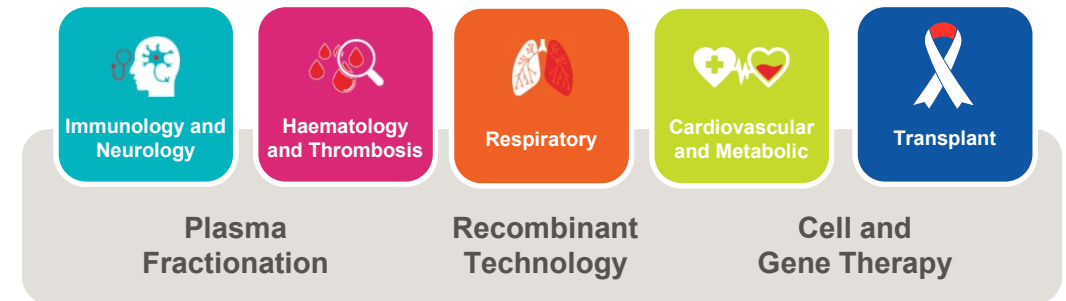 Immunology and
Neurology
Haematology
and Thrombosis
Respiratory
Cardiovascular
and Metabolic
Transplant
Plasma
Fractionation
Recombinant
Technology
Cell and
Gene Therapy